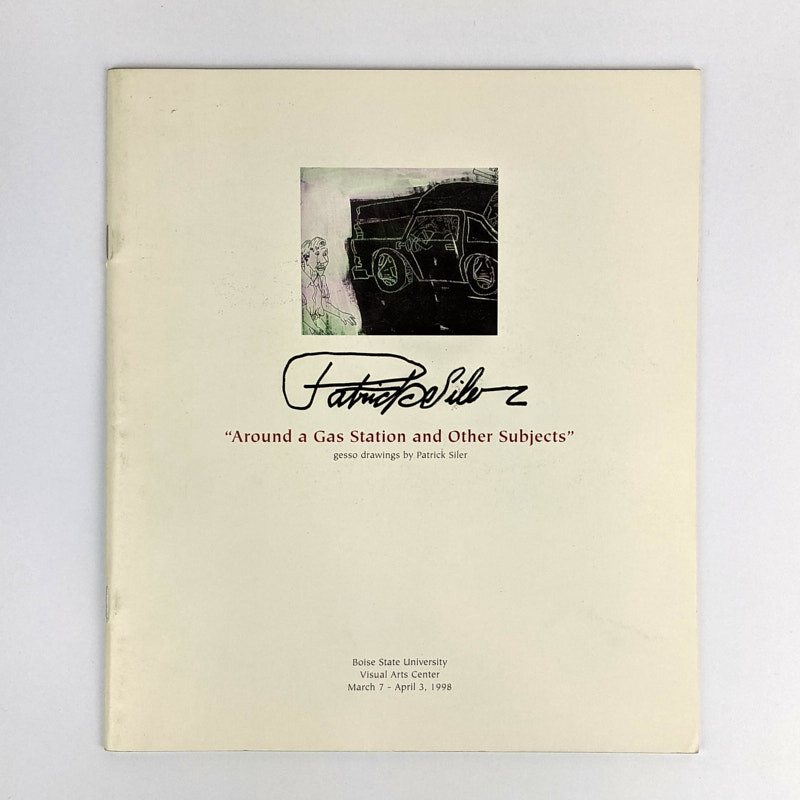 Patrick Siler
“Around a Gas Station and Other Subjects”
gesso drawings by Patrick Siler
Boise State University
Visual Arts Center
March 7 - April 3, 1998